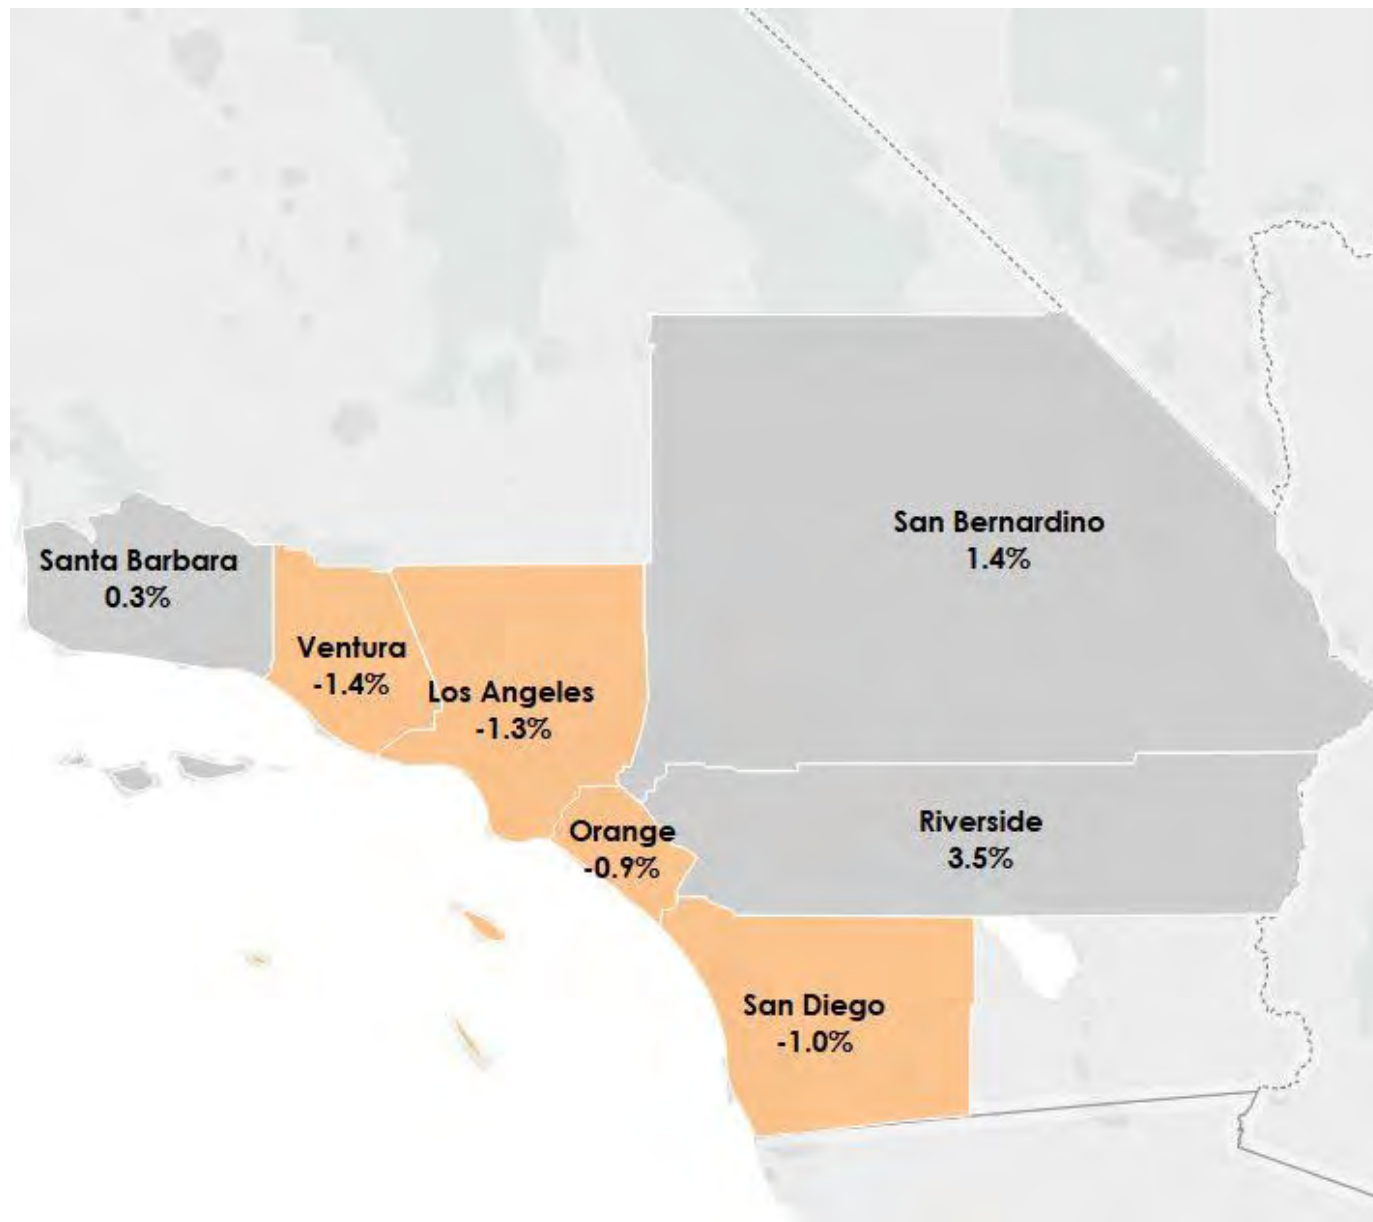 San Bernardino
1.4%
Santa Barbara
0.3%
Ventura
-1.4%
Los Angeles
-1.3%
Orange
-0.9%
Riverside
3.5%
San Diego
-1.0%